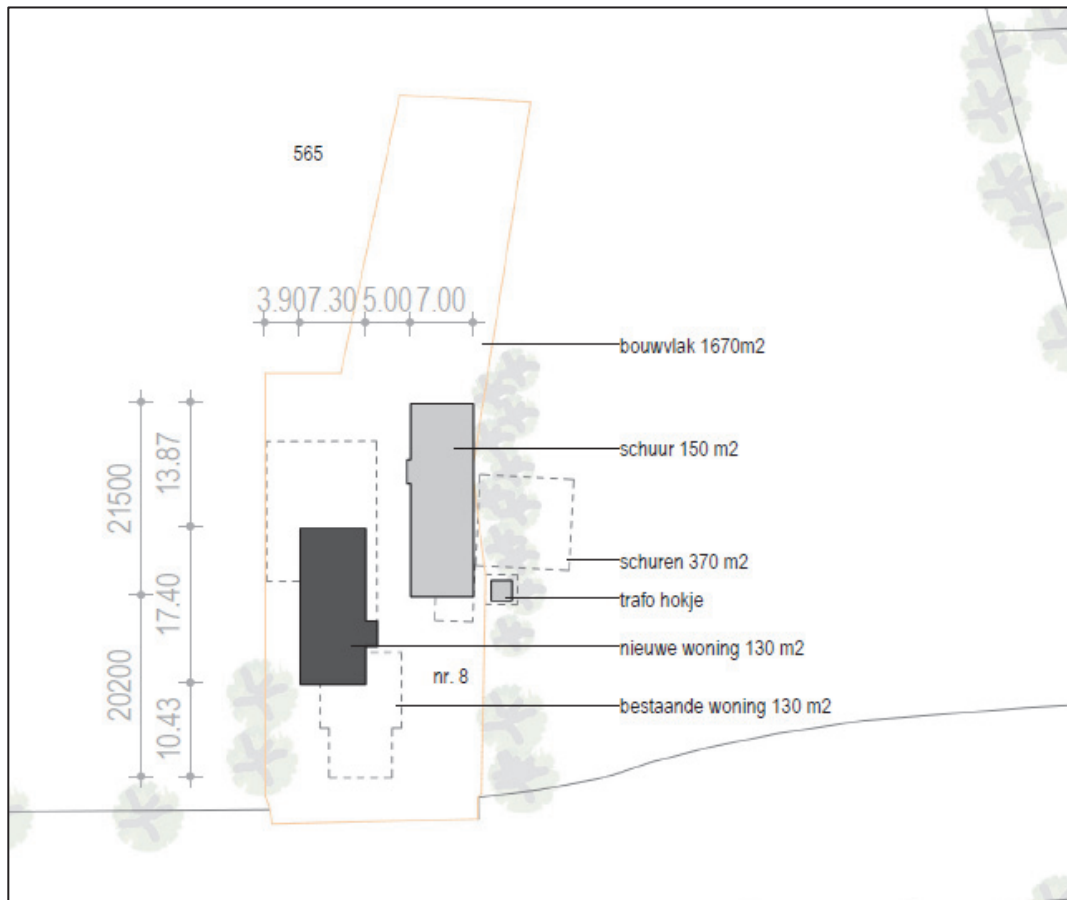 565
3.90 7.30 5.00 7.00
bouwvlak 1670m2
schuur 150 m2
13.87
21500
schuren 370 m2
trafo hokje
17.40
nieuwe woning 130 m2
nr. 8
20200
bestaande woning 130 m2
10.43